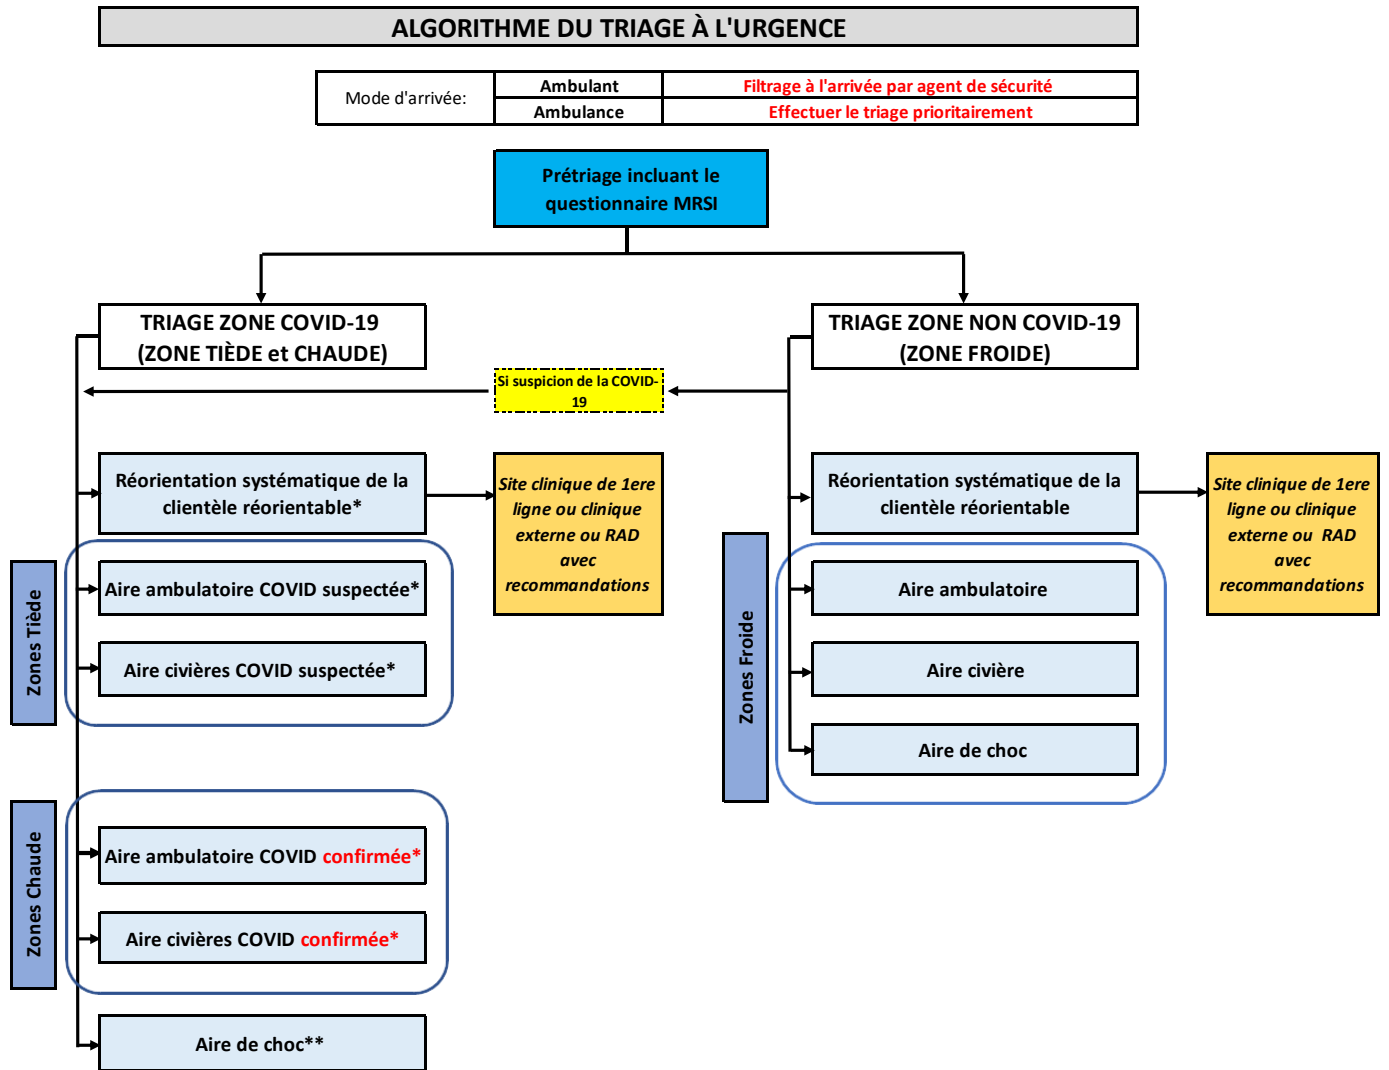 ALGORITHME DU TRIAGE À L'URGENCE
Mode d'arrivée:
Ambulant
Filtrage à l'arrivée par agent de sécurité
Ambulance
Effectuer le triage prioritairement
Prétriage incluant le
questionnaire MRSI
TRIAGE ZONE COVID-19
(ZONE TIÈDE et CHAUDE)
TRIAGE ZONE NON COVID-19
(ZONE FROIDE)
Si suspicion de la COVID-
19
Réorientation systématique de la
clientèle réorientable*
Site clinique de 1ere
ligne ou clinique
externe ou RAD
avec
recommandations
Réorientation systématique de la
clientèle réorientable
Site clinique de 1ere
ligne ou clinique
externe ou RAD
avec
recommandations
Zones Tiède
Aire ambulatoire COVID suspectée*
Aire civières COVID suspectée*
Zones Froide
Aire ambulatoire
Aire civière
Aire de choc
Zones Chaude
Aire ambulatoire COVID confirmée*
Aire civières COVID confirmée*
Aire de choc**